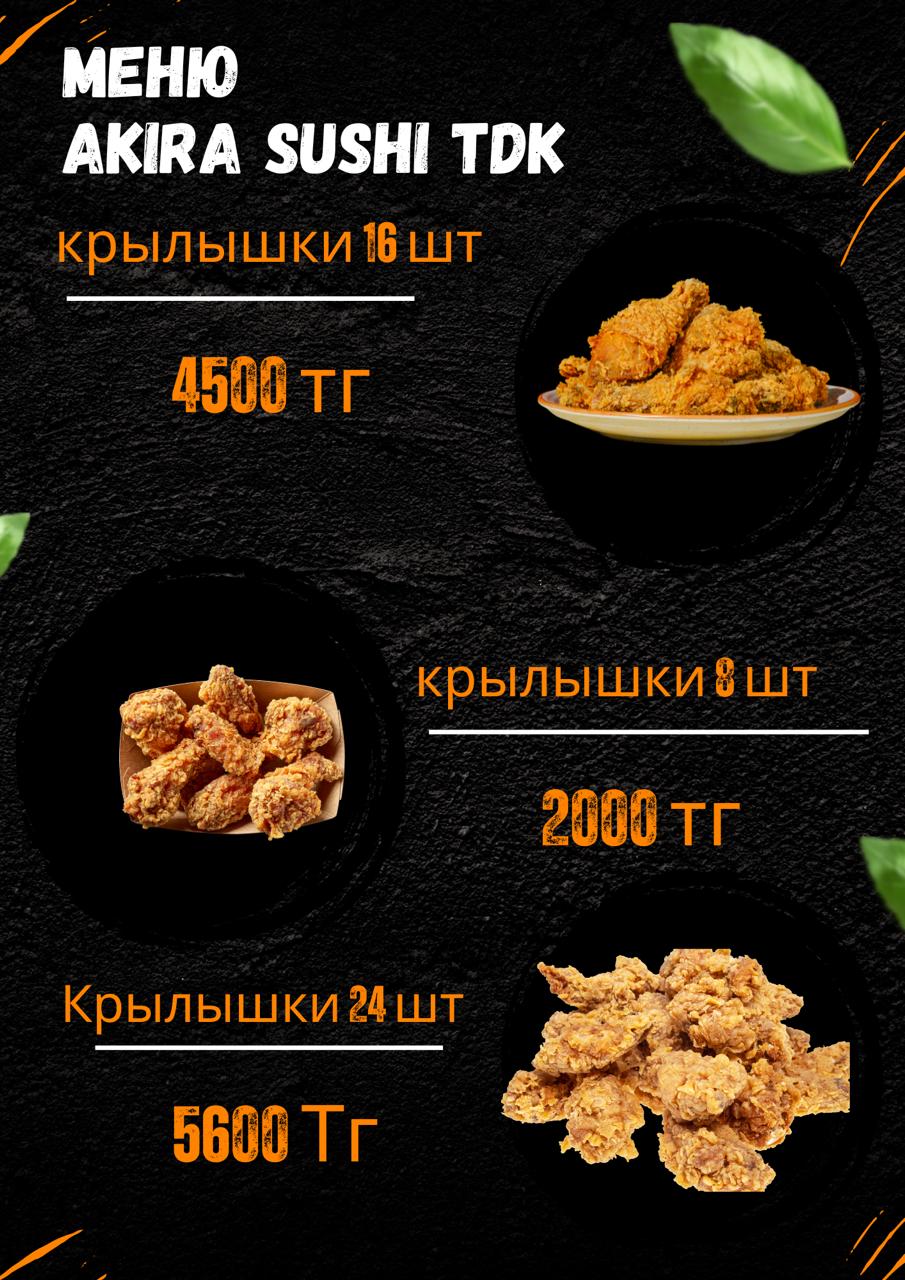 МЕНЮ
AKIRA SUSHI TDK
крылышки 16 шт
4500 тг
крылышки 8 шт
2000 тг
Крылышки 24 шт
5600 Тг